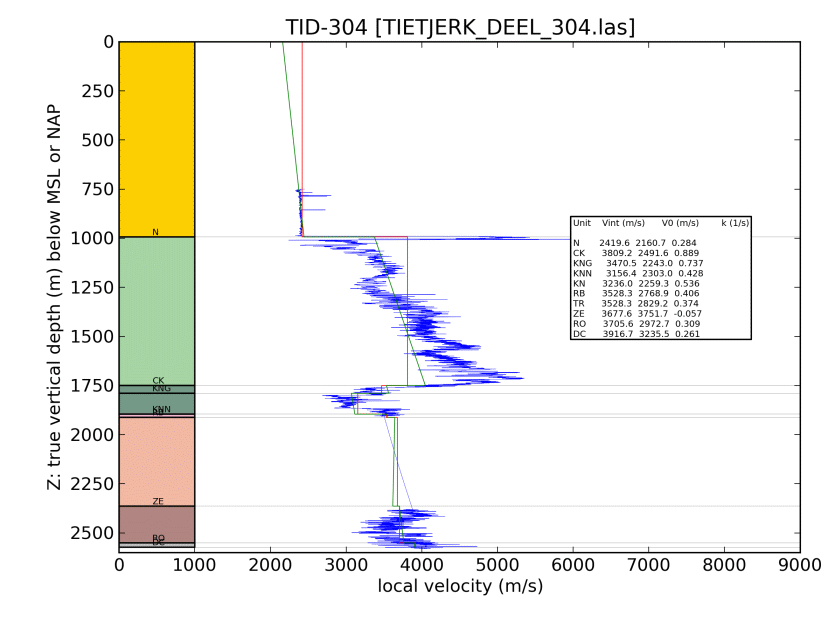 TID-304 [TIETJERK_DEEL_304.las]
0
250
500
750
1000
1250
1500
1750
2000
2250
2500
Z: true vertical depth (m) below MSL or NAP
N
CK
KNG
KNN
ZE
RO
DC
Unit Vint (m/s) V0 (m/s) k (1/s)
N 2419.6 2160.7 0.284
CK 3809.2 2491.6 0.889
KNG 3470.5 2243.0 0.737
KNN 3156.4 2303.0 0.428
KN 3236.0 2259.3 0.536
RB 3528.3 2768.9 0.406
TR 3528.3 2829.2 0.374
ZE 3677.6 3751.7 -0.057
RO 3705.6 2972.7 0.309
DC 3916.7 3235.5 0.261
0 1000 2000 3000 4000 5000 6000 7000 8000 9000
local velocity (m/s)